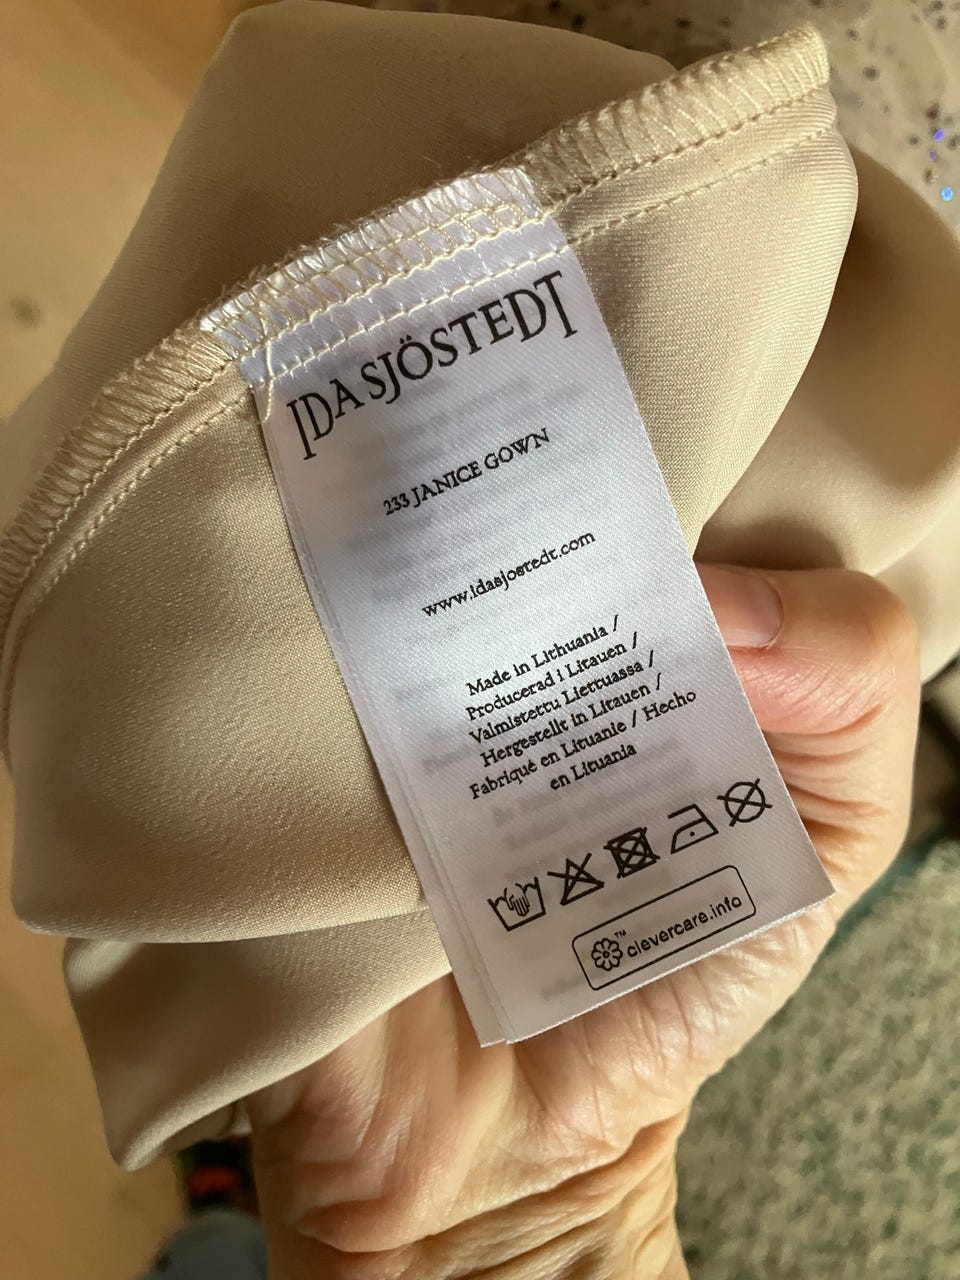 IDA SJÖSTEDT
233 JANICE GOWN
www.idasjostedt.com
Made in Lithuania /
Producerad i Litauen /
Valmistettu Liettuassa /
Hergestellt in Litauen /
Fabriqué en Lituanie / Hecho
en Lituania
™ clevercare.info